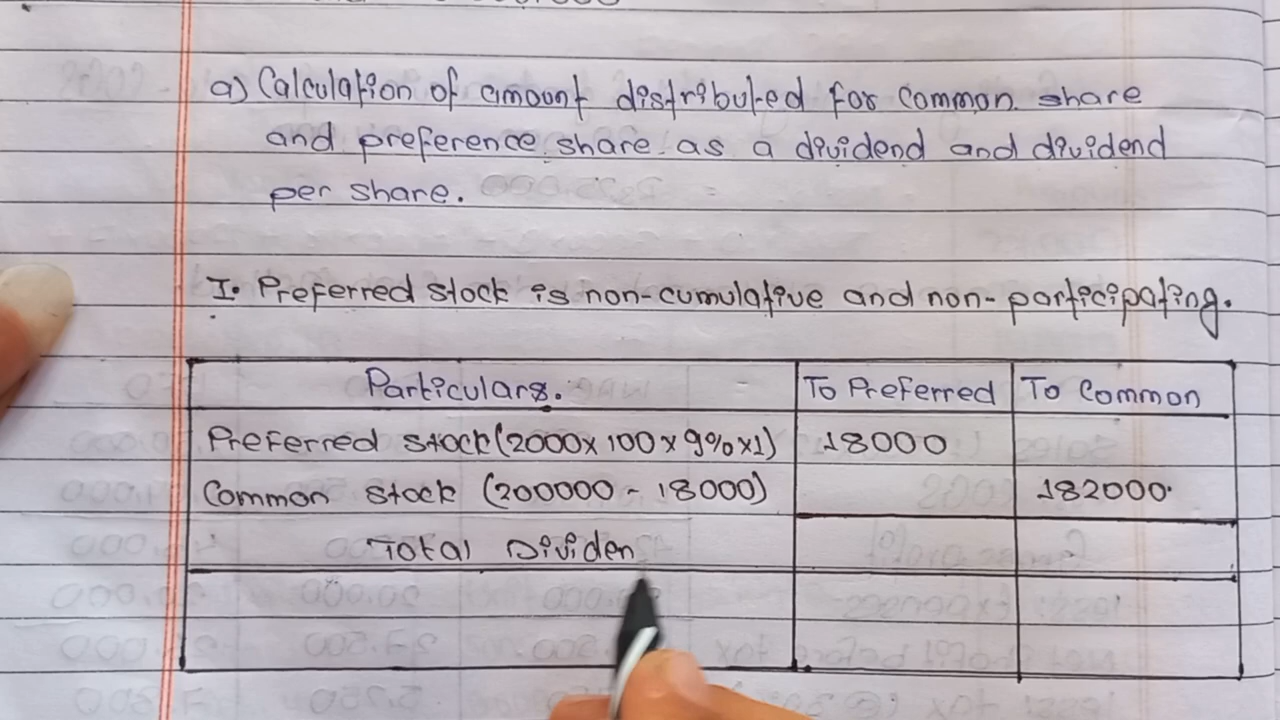 a) Calculation of amount distributed for common share
and preference share as a dividend and dividend
per share.
I. Preferred stock is non-cumulative and non-participating.
Particulars. To Preferred To Common
Preferred stock (2000×100×9%×1) 18000
Common stock (200000 - 18000) 182000
Total Dividen